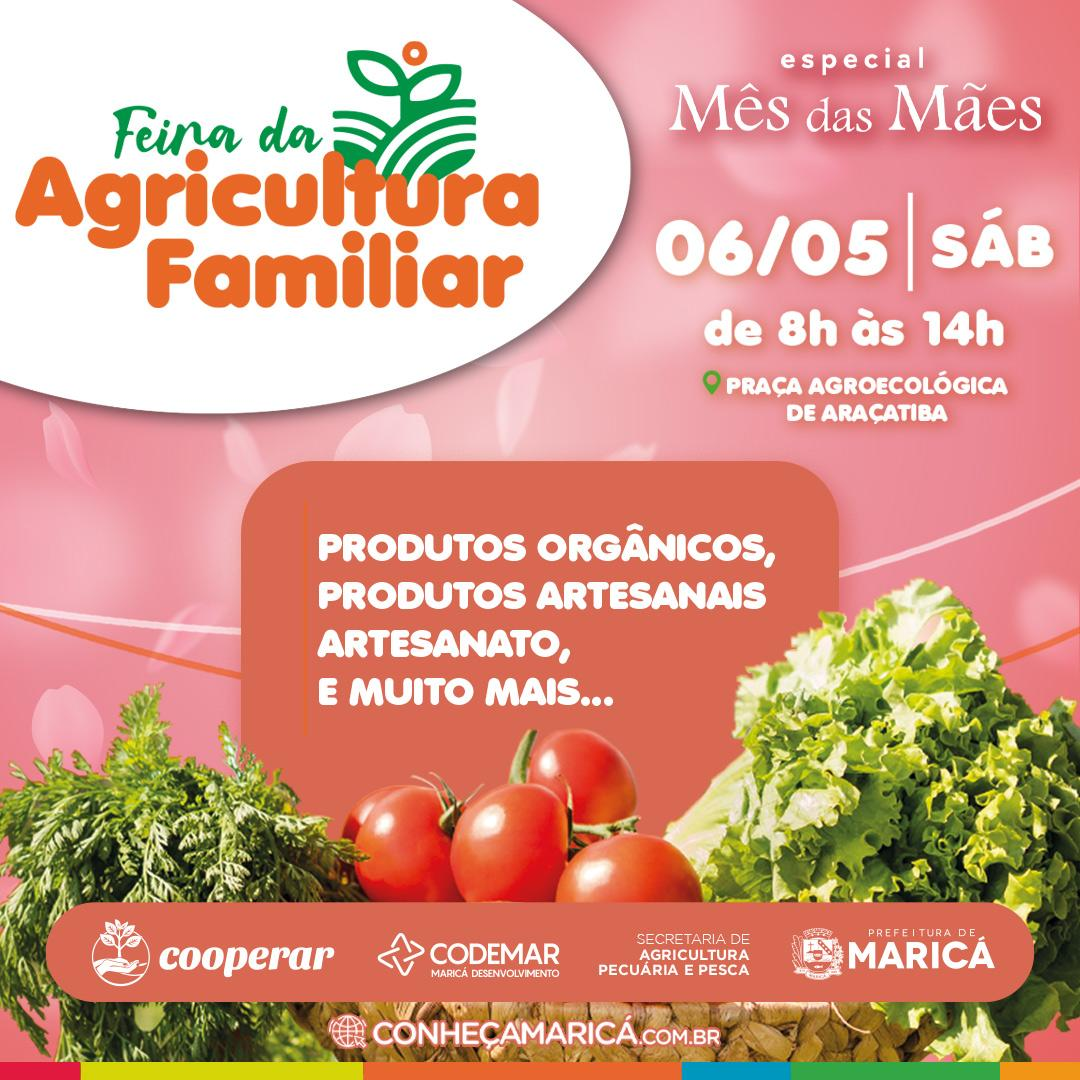 Feira da
Agricultura
Familiar
especial
Mês das Mães
06/05 | SÁB
de 8h às 14h
PRAÇA AGROECOLÓGICA
DE ARAÇATIBA
PRODUTOS ORGÂNICOS,
PRODUTOS ARTESANAIS
ARTESANATO,
E MUITO MAIS...
cooperar
CODEMAR
MARICÁ DESENVOLVIMENTO
SECRETARIA DE
AGRICULTURA
PECUÁRIA E PESCA
PREFEITURA DE
MARICÁ
CONHEÇAMARICÁ.COM.BR